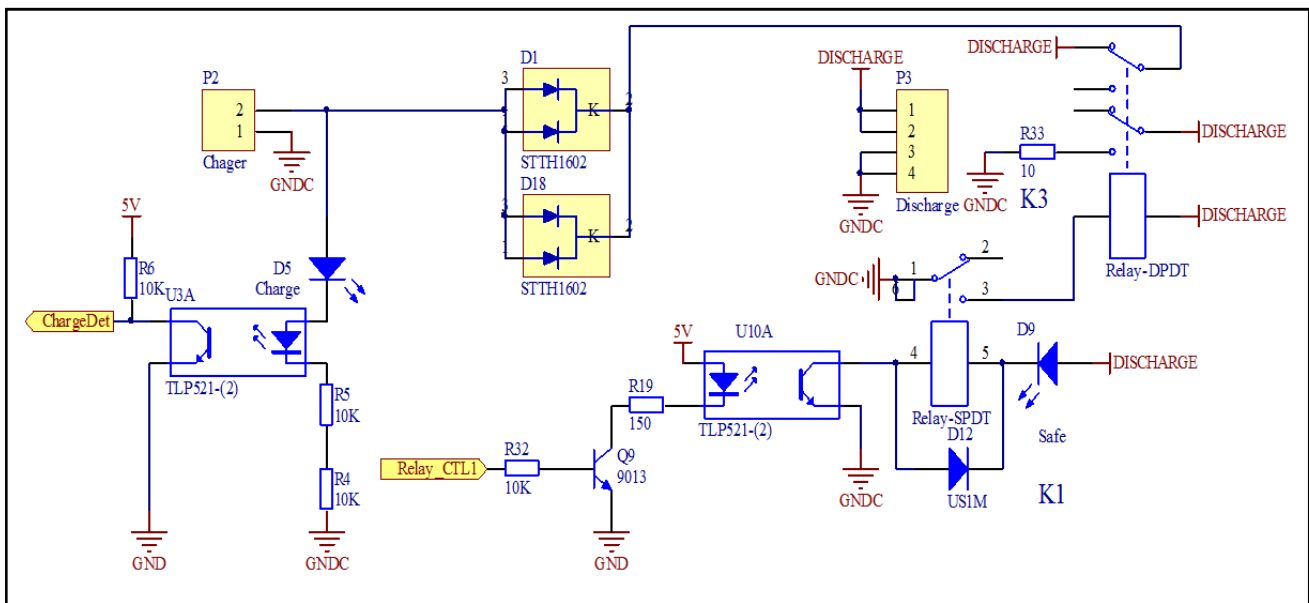 D1
P2
2
1
Chager
GNDC
3
1
K
2
STTH1602
D18
3
1
K
2
STTH1602
DISCHARGE
P3
1
2
3
4
Discharge
GNDC
DISCHARGE
DISCHARGE
R33
10
GNDC
K3
DISCHARGE
Relay-DPDT
5V
R6
10K
D5
Charge
U3A
ChargeDet
TLP521-(2)
R5
10K
R4
10K
GND
GNDC
GNDC
1
6
2
3
5V
U10A
R19
150
TLP521-(2)
4
5
Relay-SPDT
D9
DISCHARGE
Safe
D12
US1M
K1
Relay_CTL1
R32
10K
Q9
9013
GND
GNDC